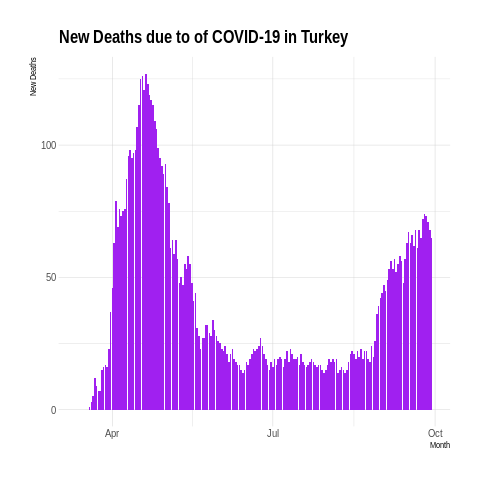 New Deaths due to of COVID-19 in Turkey
New Deaths
100
50
0
Apr
Jul
Oct
Month